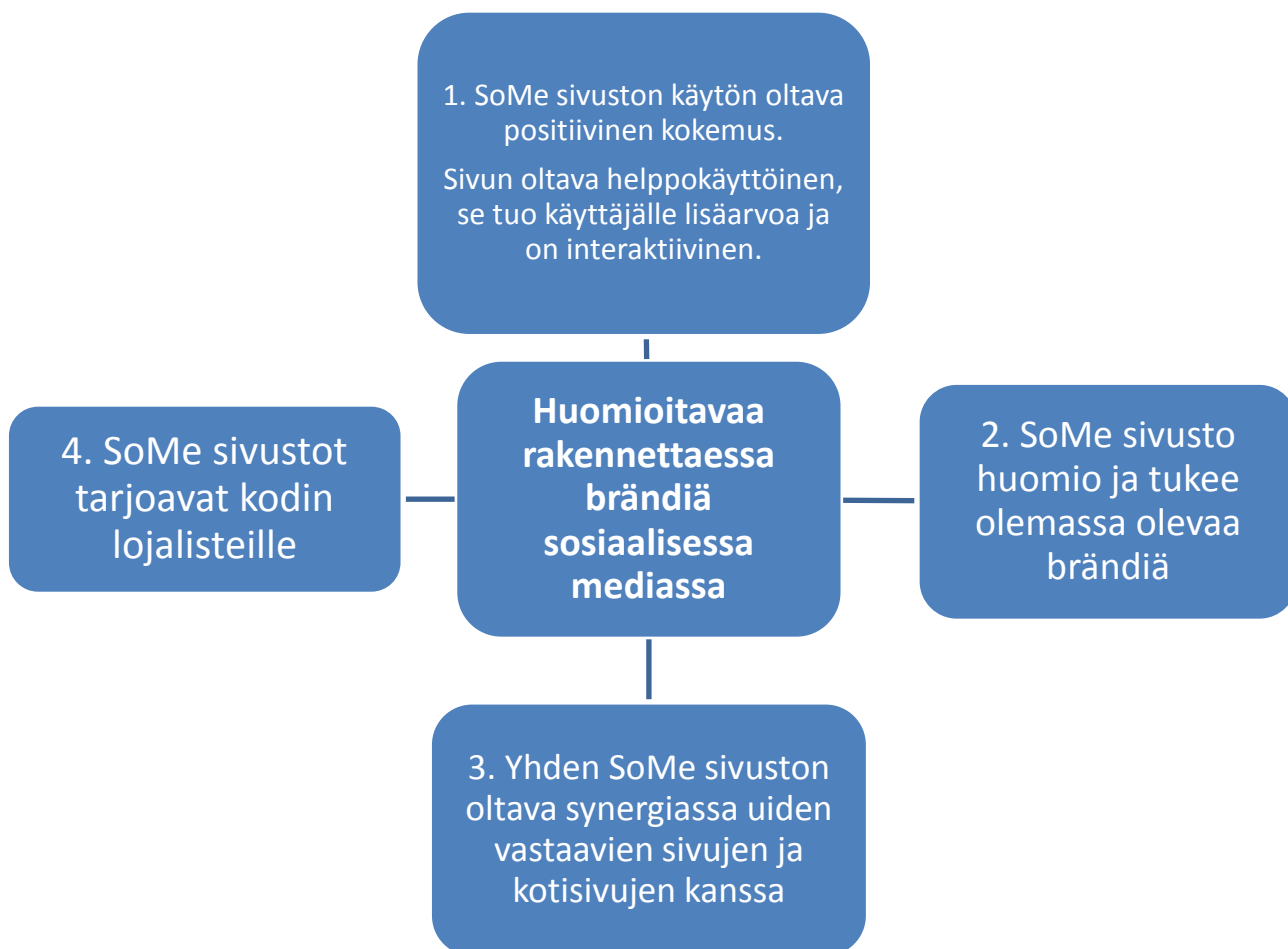 1. SoMe sivuston käytön oltava
positiivinen kokemus.
Sivun oltava helppokäyttöinen,
se tuo käyttäjälle lisäarvoa ja
on interaktiivinen.
Huomioitavaa
rakennettaessa
brändiä
sosiaalisessa
mediassa
2. SoMe sivusto
huomio ja tukee
olemassa olevaa
brändiä
3. Yhden SoMe sivuston
oltava synergiassa uiden
vastaavien sivujen ja
kotisivujen kanssa
4. SoMe sivustot
tarjoavat kodin
lojalisteille